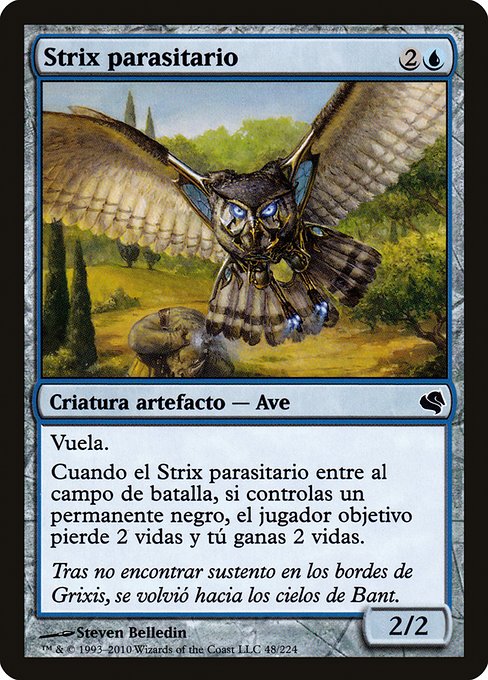 Strix parasitario 2
Criatura artefacto — Ave
Vuela.
Cuando el Strix parasitario entre al
campo de batalla, si controlas un
permanente negro, el jugador objetivo
pierde 2 vidas y tú ganas 2 vidas.
Tras no encontrar sustento en los bordes de
Grixis, se volvió hacia los cielos de Bant.
Steven Belledin
2/2
™ & © 1993–2010 Wizards of the Coast LLC 48/224